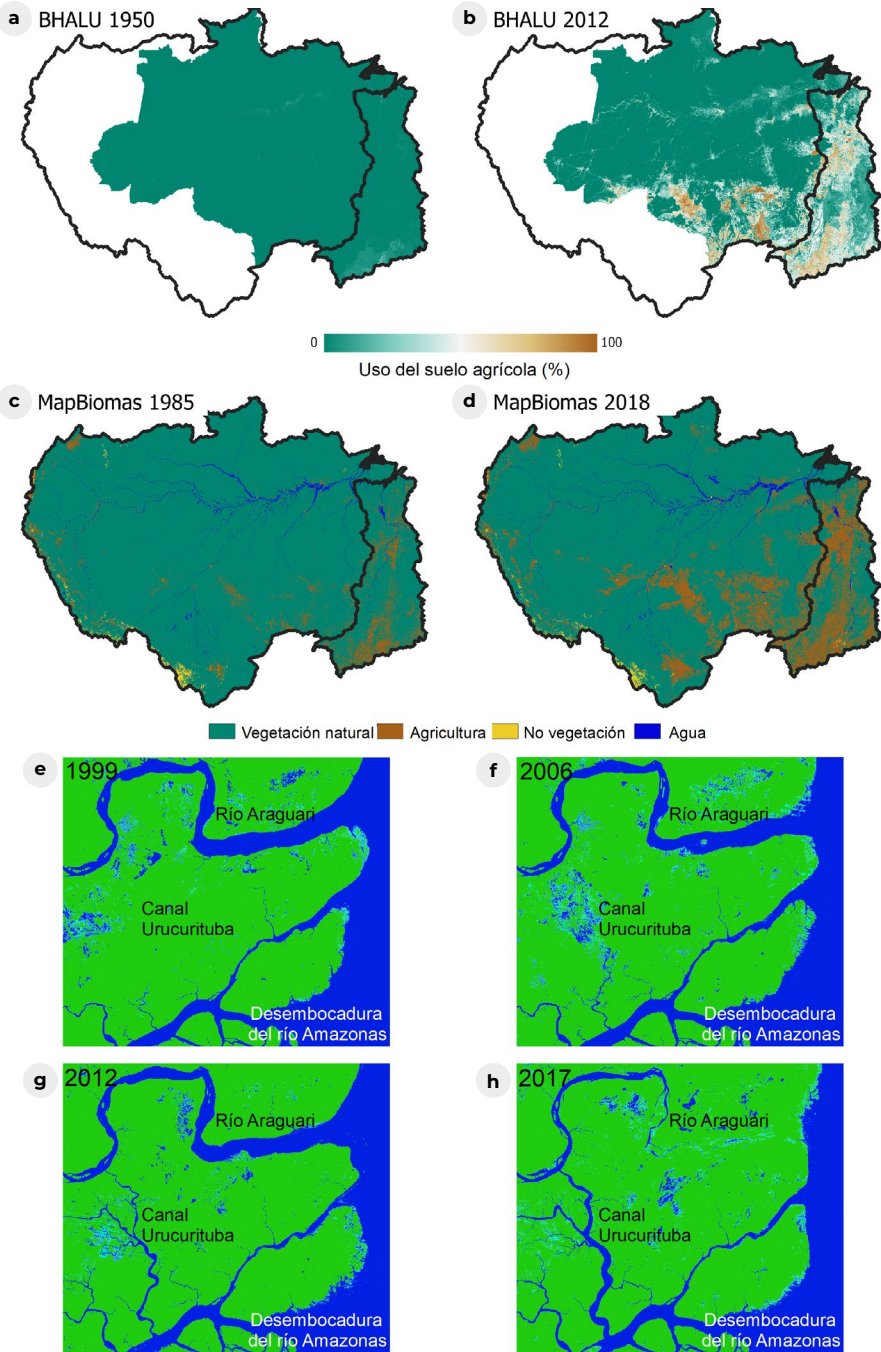 a BHALU 1950
b BHALU 2012
0 100
Uso del suelo agrícola (%)
c MapBiomas 1985
d MapBiomas 2018
Vegetación natural Agricultura No vegetación Agua
e 1999
Río Araguari
Canal
Urucurituba
Desembocadura
del río Amazonas
f 2006
Río Araguari
Canal
Urucurituba
Desembocadura
del río Amazonas
g 2012
Río Araguari
Canal
Urucurituba
Desembocadura
del río Amazonas
h 2017
Río Araguari
Canal
Urucurituba
Desembocadura
del río Amazonas